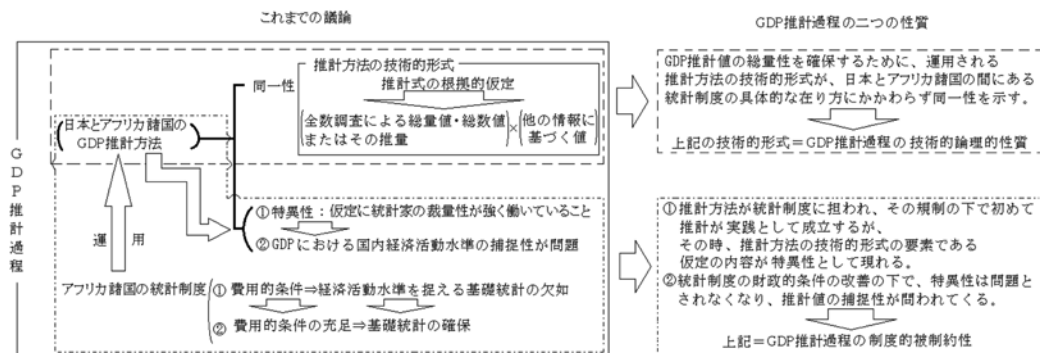 これまでの議論
GDP推計過程の二つの性質
GDP推計過程
日本とアフリカ諸国の
GDP推計方法
同一性
推計方法の技術的形式
推計式の根拠的仮定
全数調査による総量値・総数値
またはその推量
×
他の情報に
基づく値
①特異性：仮定に統計家の裁量性が強く働いていること
②GDPにおける国内経済活動水準の捕捉性が問題
運用
アフリカ諸国の統計制度
① 費用的条件⇒経済活動水準を捉える基礎統計の欠如
② 費用的条件の充足⇒基礎統計の確保
GDP推計値の総量性を確保するために、運用される
推計方法の技術的形式が、日本とアフリカ諸国の間にある
統計制度の具体的な在り方にかかわらず同一性を示す。
上記の技術的形式＝GDP推計過程の技術的論理的性質
①推計方法が統計制度に担われ、その規制の下で初めて
推計が実践として成立するが、
その時、推計方法の技術的形式の要素である
仮定の内容が特異性として現れる。
②統計制度の財政的条件の改善の下で、特異性は問題と
されなくなり、推計値の捕捉性が問われてくる。
上記＝GDP推計過程の制度的被制約性